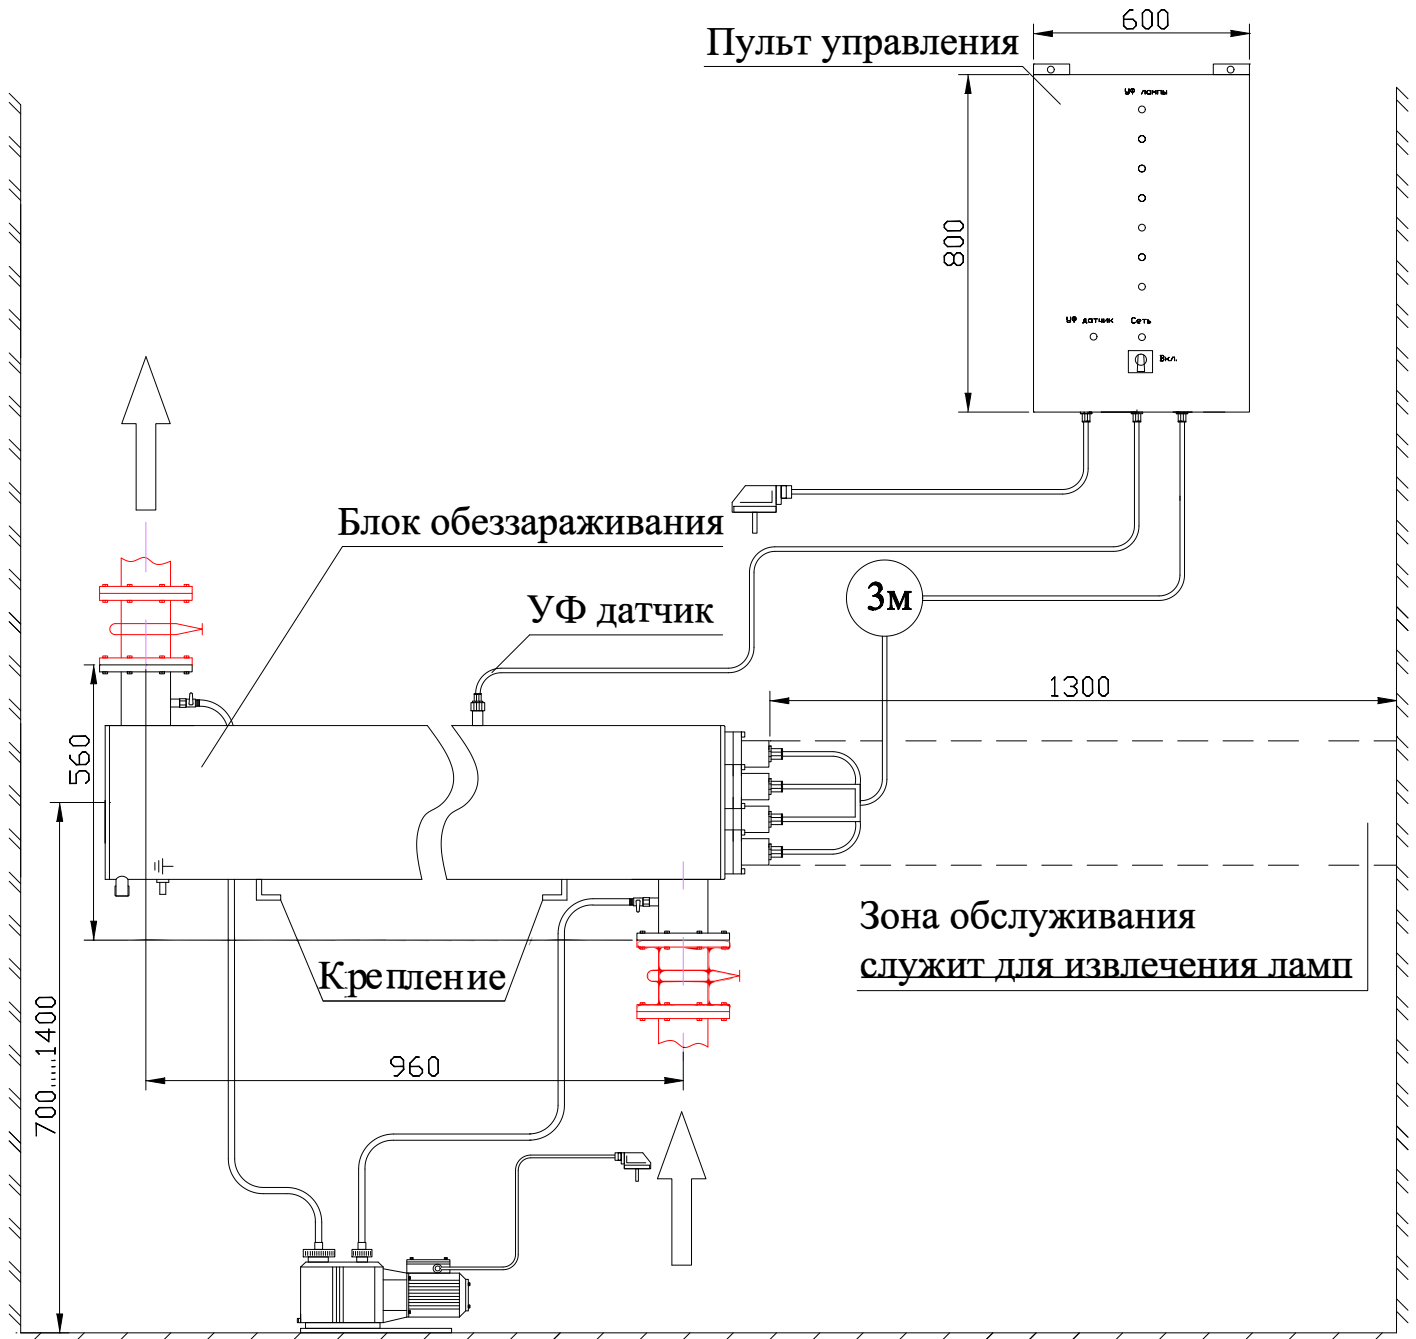 600
Пульт управления
УФ лампы
800
УФ датчик
Сеть
Вкл.
Блок обеззараживания
3м
УФ датчик
1300
560
Зона обслуживания
служит для извлечения ламп
Крепление
700.....1400
960